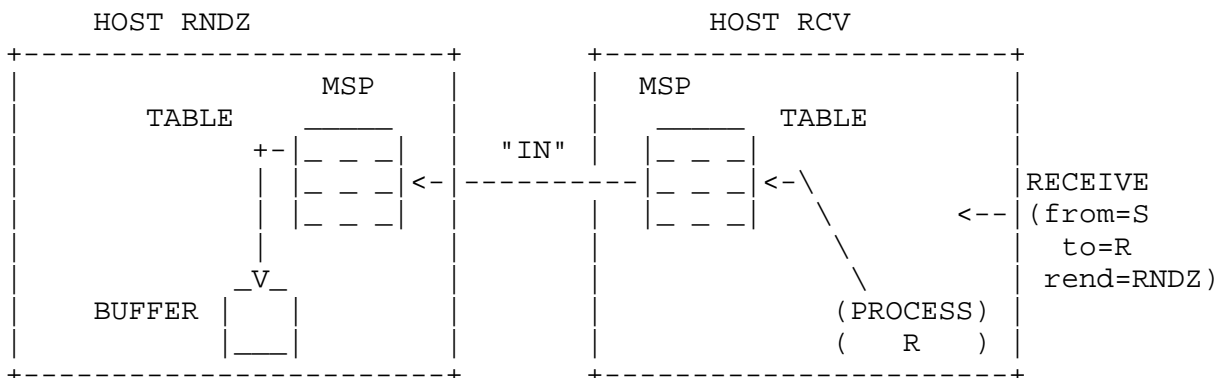 HOST RNDZ HOST RCV
MSP MSP
TABLE TABLE
"IN"
RECEIVE
(from=S
to=R
rend=RNDZ)
BUFFER (PROCESS)
( R )